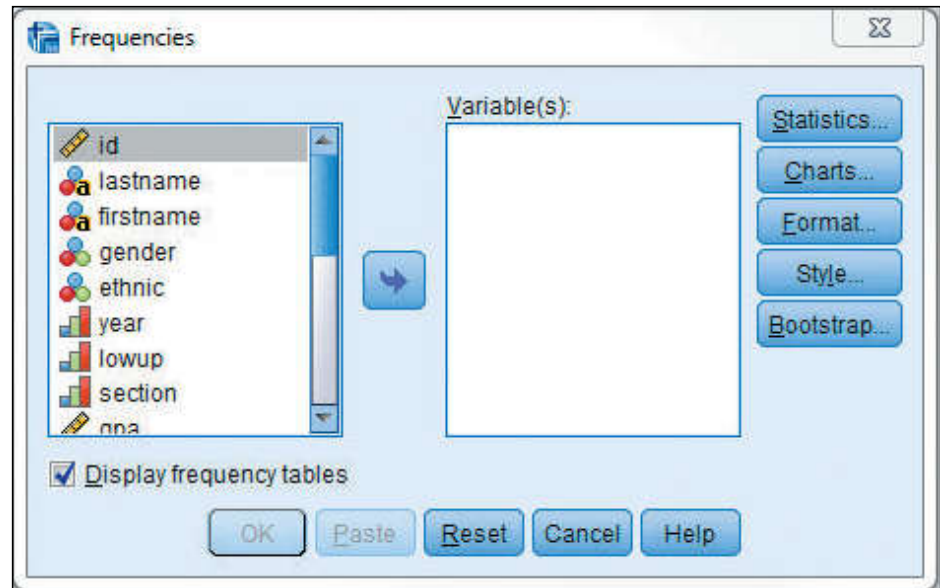 Frequencies
Variable(s):
id
lastname
firstname
gender
ethnic
year
lowup
section
gpa
Statistics...
Charts...
Format...
Style...
Bootstrap...
Display frequency tables
OK Paste Reset Cancel Help